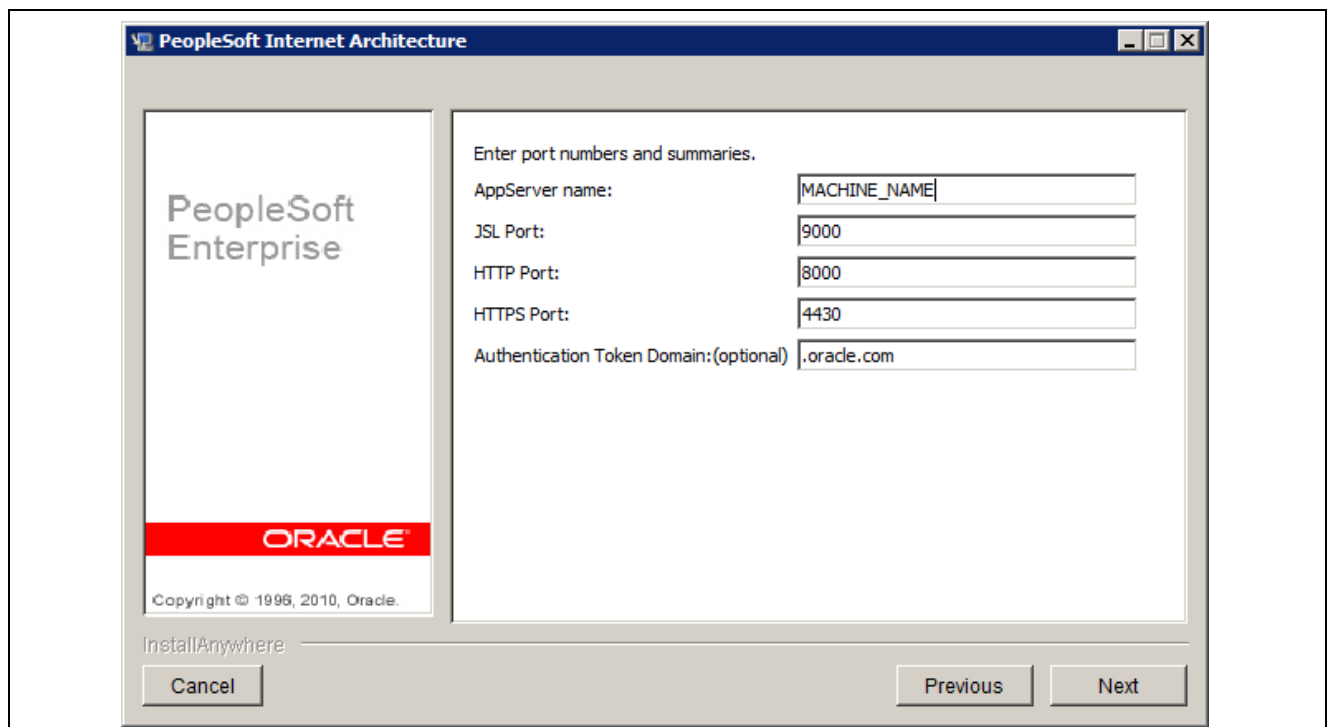 PeopleSoft Internet Architecture
PeopleSoft
Enterprise
ORACLE
Copyright © 1996, 2010, Oracle.
Enter port numbers and summaries.
AppServer name: MACHINE_NAME
JSL Port: 9000
HTTP Port: 8000
HTTPS Port: 4430
Authentication Token Domain:(optional) .oracle.com
InstallAnywhere
Cancel Previous Next